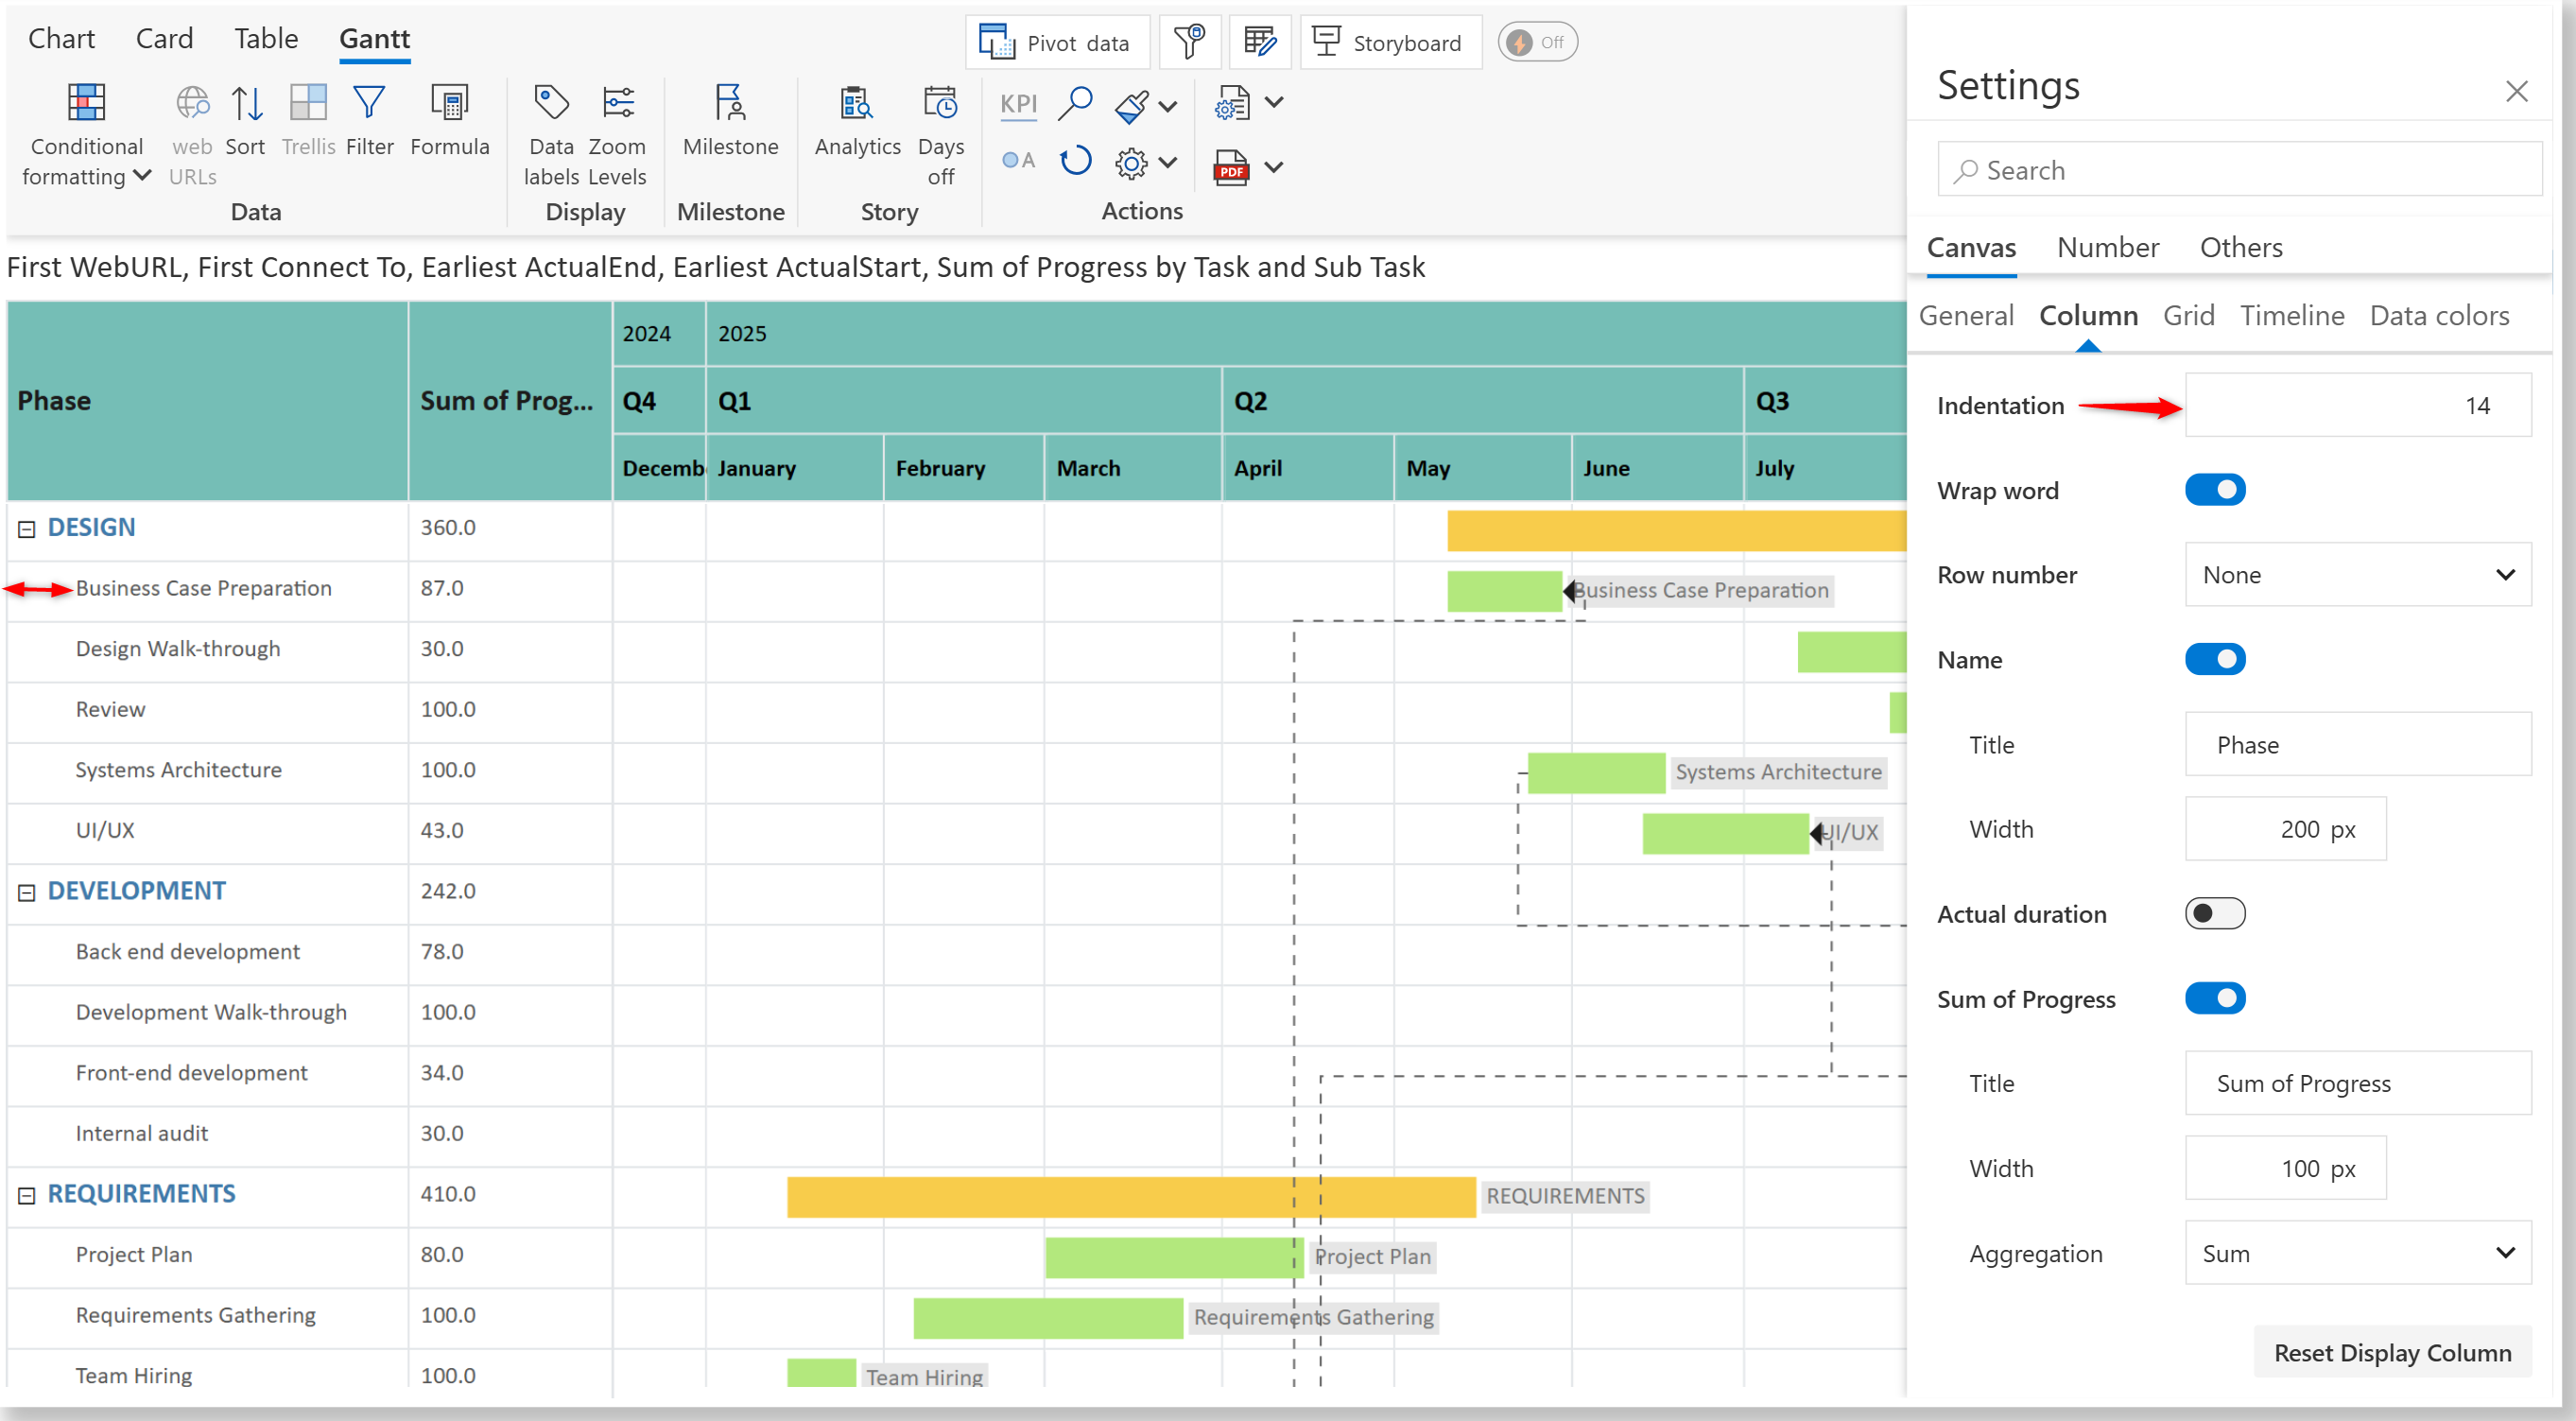 Chart Card Table Gantt
Pivot data Storyboard Off
Conditional formatting
web URLs
Sort
Trellis
Filter
Formula
Data
Data labels
Zoom Levels
Display
Milestone
Milestone
Analytics
Days off
Story
KPI
A
PDF
Actions
First WebURL, First Connect To, Earliest ActualEnd, Earliest ActualStart, Sum of Progress by Task and Sub Task
Phase Sum of Prog...
2024 2025
Q4 Q1 Q2 Q3
Decemb January February March April May June July
DESIGN 360.0
Business Case Preparation 87.0 Business Case Preparation
Design Walk-through 30.0
Review 100.0
Systems Architecture 100.0 Systems Architecture
UI/UX 43.0 UI/UX
DEVELOPMENT 242.0
Back end development 78.0
Development Walk-through 100.0
Front-end development 34.0
Internal audit 30.0
REQUIREMENTS 410.0 REQUIREMENTS
Project Plan 80.0 Project Plan
Requirements Gathering 100.0 Requirements Gathering
Team Hiring 100.0 Team Hiring
Settings
Search
Canvas Number Others
General Column Grid Timeline Data colors
Indentation 14
Wrap word
Row number None
Name
Title Phase
Width 200 px
Actual duration
Sum of Progress
Title Sum of Progress
Width 100 px
Aggregation Sum
Reset Display Column